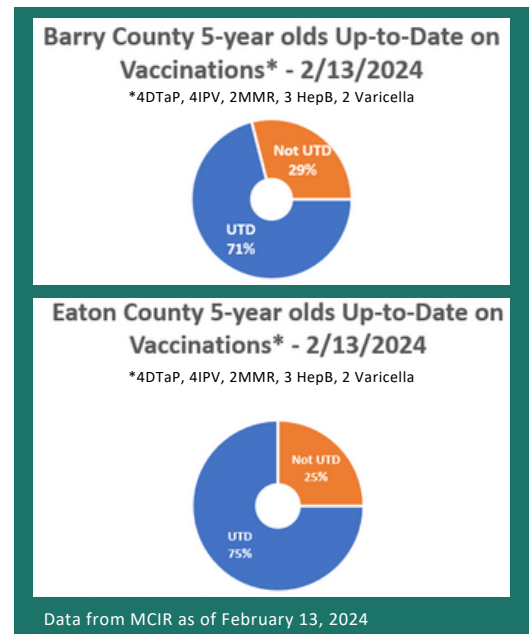 Barry County 5-year olds Up-to-Date on
Vaccinations* - 2/13/2024
*4DTaP, 4IPV, 2MMR, 3 HepB, 2 Varicella
Not UTD
29%
UTD
71%
Eaton County 5-year olds Up-to-Date on
Vaccinations* - 2/13/2024
*4DTaP, 4IPV, 2MMR, 3 HepB, 2 Varicella
Not UTD
25%
UTD
75%
Data from MCIR as of February 13, 2024